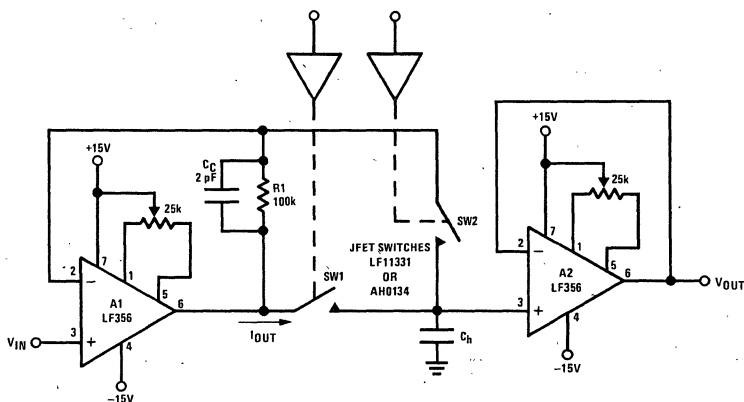 +15V
25k
7
1
5
2
−
A1
LF356
6
3
+
4
VIN
−15V
CC
2 pF
R1
100k
IOUT
SW1
SW2
JFET SWITCHES
LF11331
OR
AH0134
Ch
+15V
25k
7
1
5
2
−
A2
LF356
6
3
+
4
−15V
VOUT